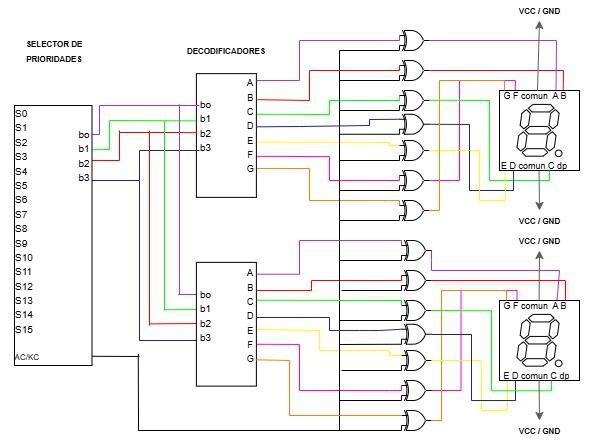 VCC / GND
SELECTOR DE
PRIORIDADES
DECODIFICADORES
S0
S1
S2
S3
S4
S5
S6
S7
S8
S9
S10
S11
S12
S13
S14
S15
AC/KC
bo
b1
b2
b3
bo
b1
b2
b3
A
B
C
D
E
F
G
G F comun A B
E D comun C dp
VCC / GND
VCC / GND
bo
b1
b2
b3
A
B
C
D
E
F
G
G F comun A B
E D comun C dp
VCC / GND